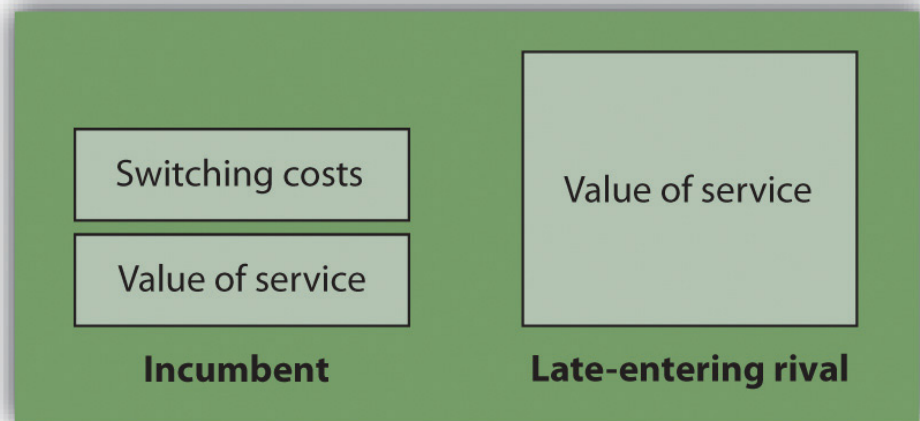 Switching costs
Value of service
Incumbent
Value of service
Late-entering rival